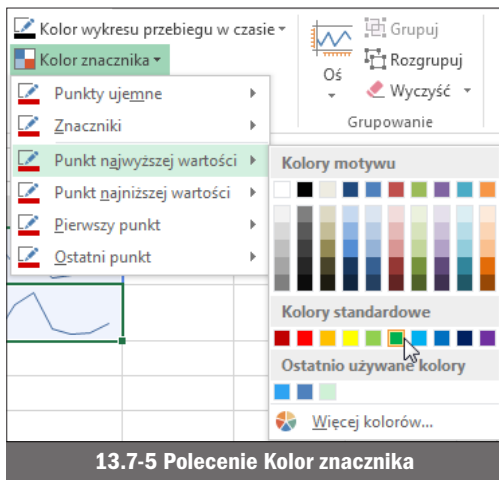 Kolor wykresu przebiegu w czasie
Kolor znacznika
Punkty ujemne
Znaczniki
Punkt najwyższej wartości
Punkt najniższej wartości
Pierwszy punkt
Ostatni punkt
Oś
Grupuj
Rozgrupuj
Wyczyść
Grupowanie
Kolory motywu
Kolory standardowe
Ostatnio używane kolory
Więcej kolorów...
13.7-5 Polecenie Kolor znacznika